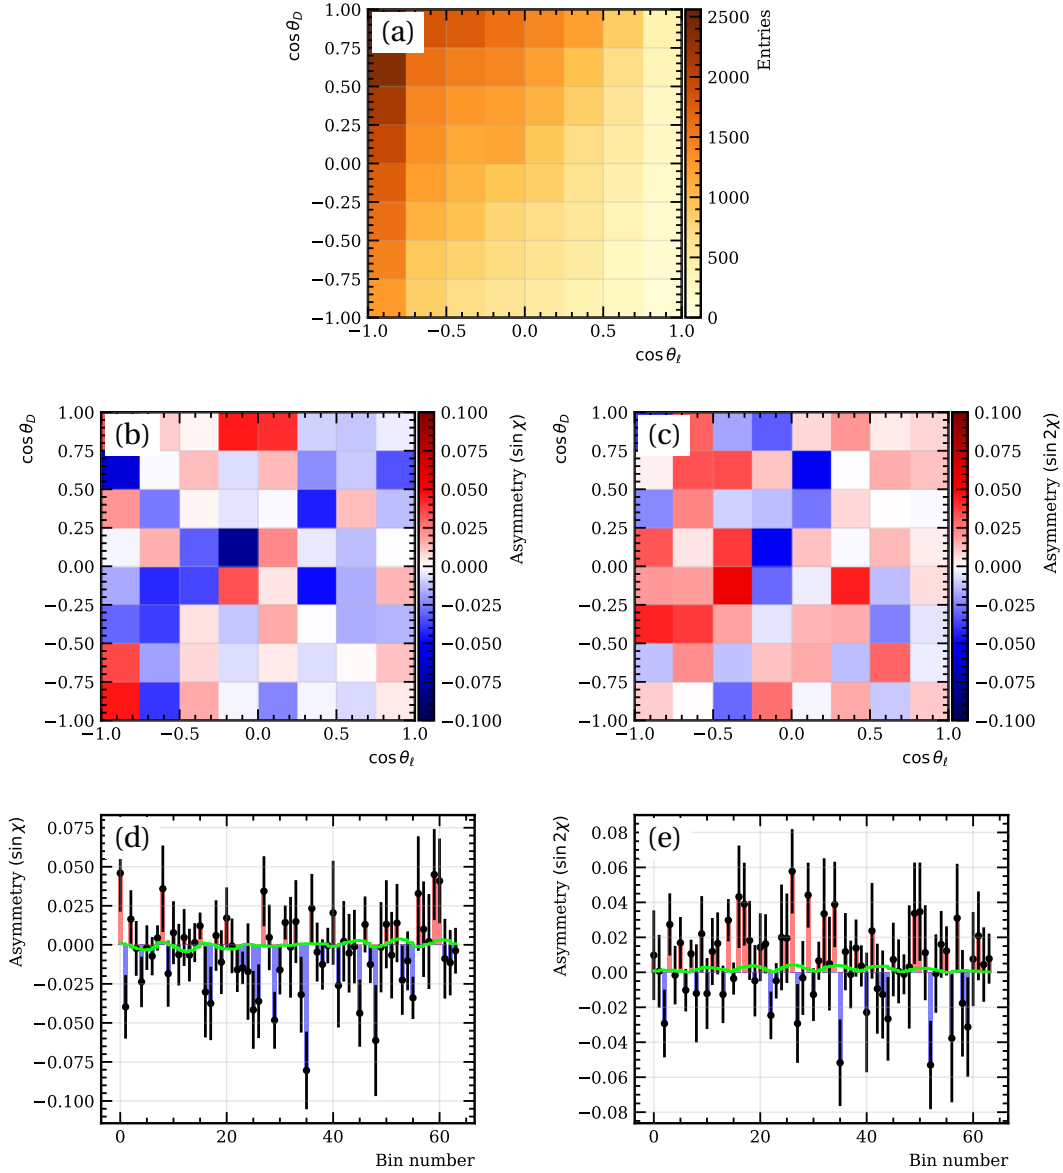 (a)
cos θ_D
1.00
0.75
0.50
0.25
0.00
−0.25
−0.50
−0.75
−1.00
−1.0 −0.5 0.0 0.5 1.0
cos θ_ℓ
2500
2000
1500
1000
500
0
Entries
(b)
cos θ_D
1.00
0.75
0.50
0.25
0.00
−0.25
−0.50
−0.75
−1.00
−1.0 −0.5 0.0 0.5 1.0
cos θ_ℓ
0.100
0.075
0.050
0.025
0.000
−0.025
−0.050
−0.075
−0.100
Asymmetry (sin χ)
(c)
cos θ_D
1.00
0.75
0.50
0.25
0.00
−0.25
−0.50
−0.75
−1.00
−1.0 −0.5 0.0 0.5 1.0
cos θ_ℓ
0.100
0.075
0.050
0.025
0.000
−0.025
−0.050
−0.075
−0.100
Asymmetry (sin 2χ)
(d)
Asymmetry (sin χ)
0.075
0.050
0.025
0.000
−0.025
−0.050
−0.075
−0.100
0 20 40 60
Bin number
(e)
Asymmetry (sin 2χ)
0.08
0.06
0.04
0.02
0.00
−0.02
−0.04
−0.06
−0.08
0 20 40 60
Bin number